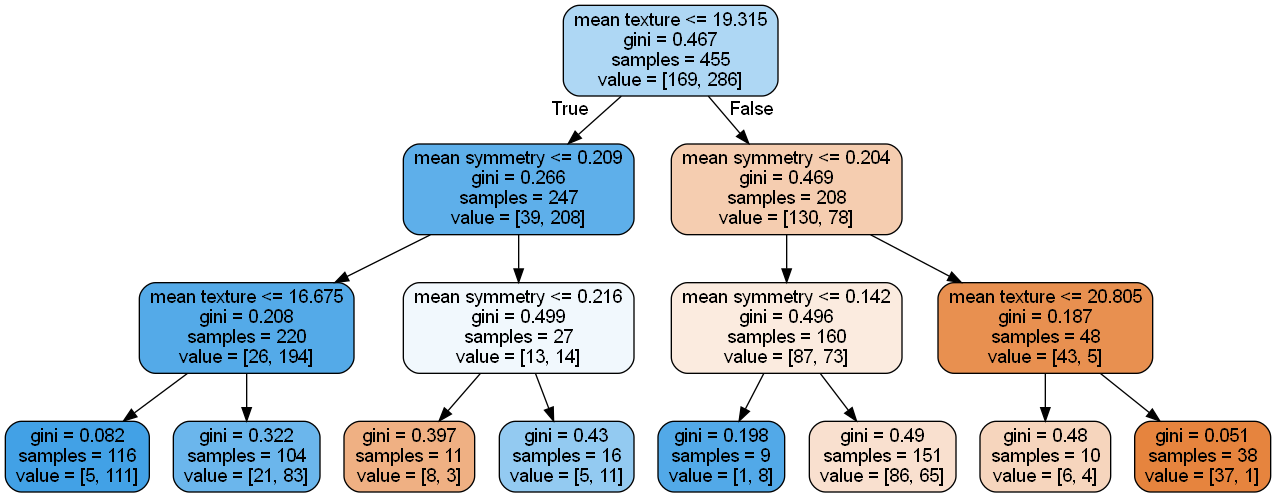 mean texture <= 19.315
gini = 0.467
samples = 455
value = [169, 286]
True
False
mean symmetry <= 0.209
gini = 0.266
samples = 247
value = [39, 208]
mean symmetry <= 0.204
gini = 0.469
samples = 208
value = [130, 78]
mean texture <= 16.675
gini = 0.208
samples = 220
value = [26, 194]
mean symmetry <= 0.216
gini = 0.499
samples = 27
value = [13, 14]
mean symmetry <= 0.142
gini = 0.496
samples = 160
value = [87, 73]
mean texture <= 20.805
gini = 0.187
samples = 48
value = [43, 5]
gini = 0.082
samples = 116
value = [5, 111]
gini = 0.322
samples = 104
value = [21, 83]
gini = 0.397
samples = 11
value = [8, 3]
gini = 0.43
samples = 16
value = [5, 11]
gini = 0.198
samples = 9
value = [1, 8]
gini = 0.49
samples = 151
value = [86, 65]
gini = 0.48
samples = 10
value = [6, 4]
gini = 0.051
samples = 38
value = [37, 1]